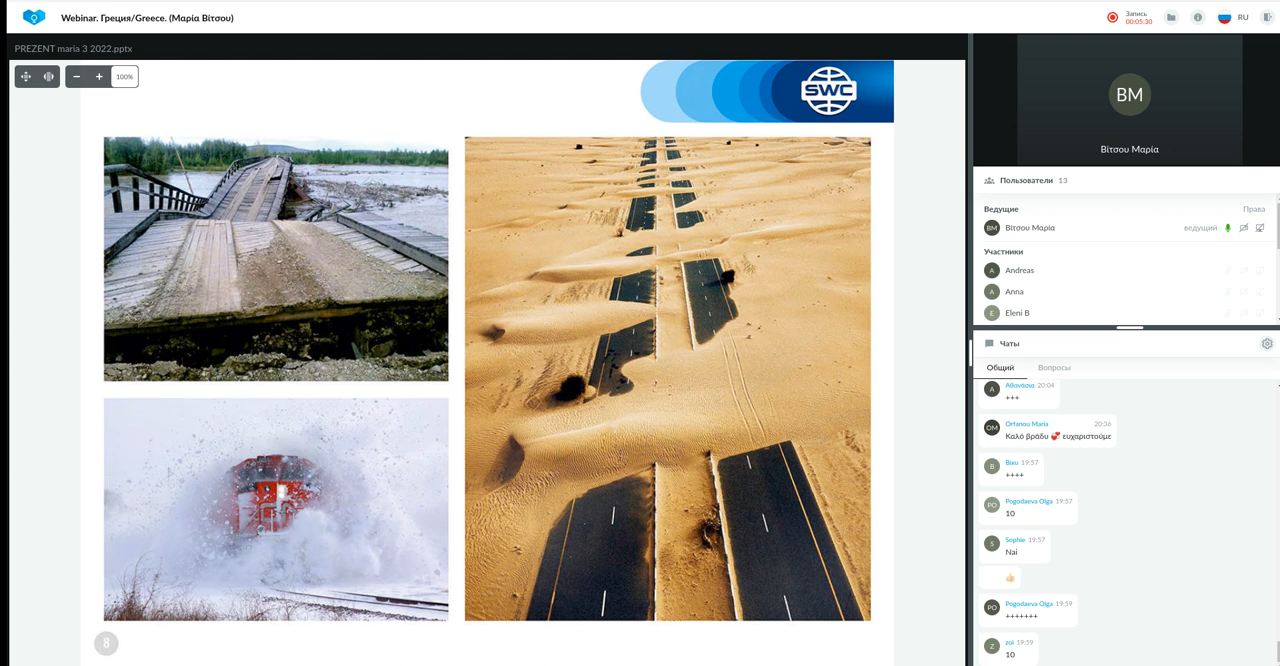 Webinar. Греция/Greece. (Μαρία Βίτσου)
Запись
00:05:30
RU
PREZENT maria 3 2022.pptx
100%
SWC
8
BM
Βίτσου Μαρία
Пользователи 13
Ведущие Права
BM Βίτσου Μαρία ведущий
Участники
A Andreas
A Anna
E Eleni B
Чаты
Общий Вопросы
A Αθανασια 20:04
+++
OM Orfanou Maria 20:36
Καλό βράδυ 💞 ευχαριστούμε
B Βίκυ 19:57
++++
PO Pogodaeva Olga 19:57
10
S Sophie 19:57
Nai
👍🏻
PO Pogodaeva Olga 19:59
+++++++
Z zoi 19:59
10